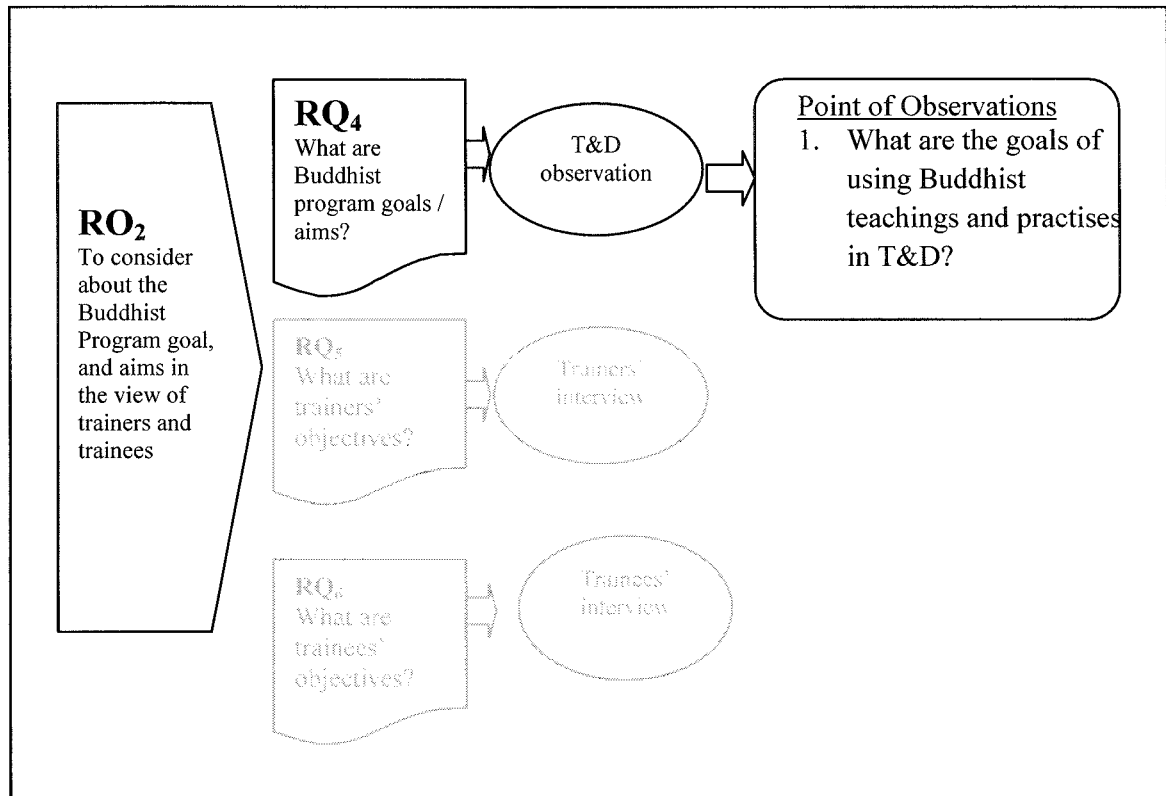 RO₂
To consider
about the
Buddhist
Program goal,
and aims in
the view of
trainers and
trainees
RQ₄
What are
Buddhist
program goals /
aims?
T&D
observation
Point of Observations
1. What are the goals of
using Buddhist
teachings and practises
in T&D?
RQ₅
What are
trainers'
objectives?
Trainers'
interview
RQ₆
What are
trainees'
objectives?
Trainees'
interview